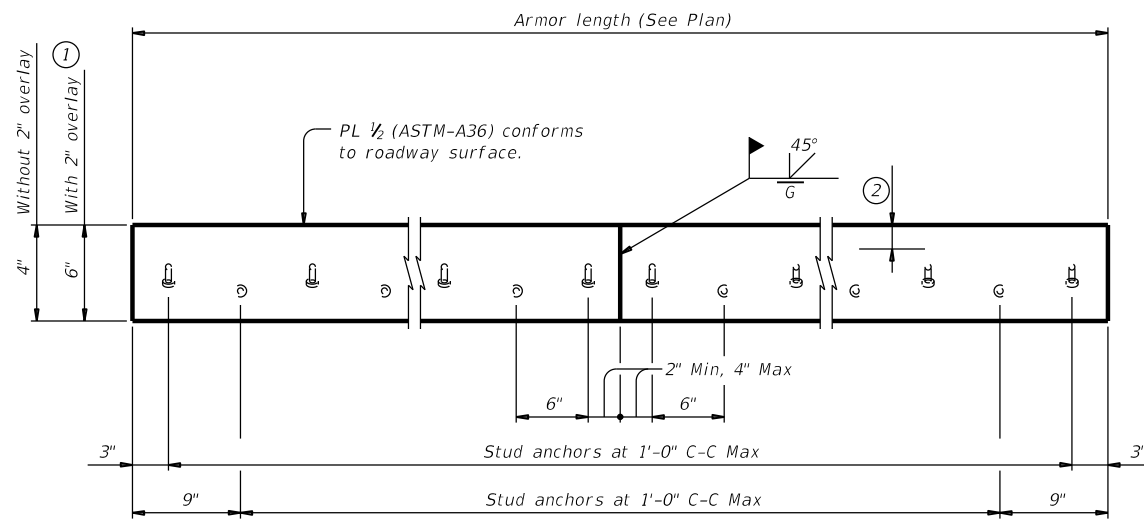 Armor length (See Plan)
Without 2" overlay
1
With 2" overlay
PL ½ (ASTM-A36) conforms
to roadway surface.
45°
G
2
4"
6"
2" Min, 4" Max
6"
6"
3"
Stud anchors at 1'-0" C-C Max
3"
9"
Stud anchors at 1'-0" C-C Max
9"